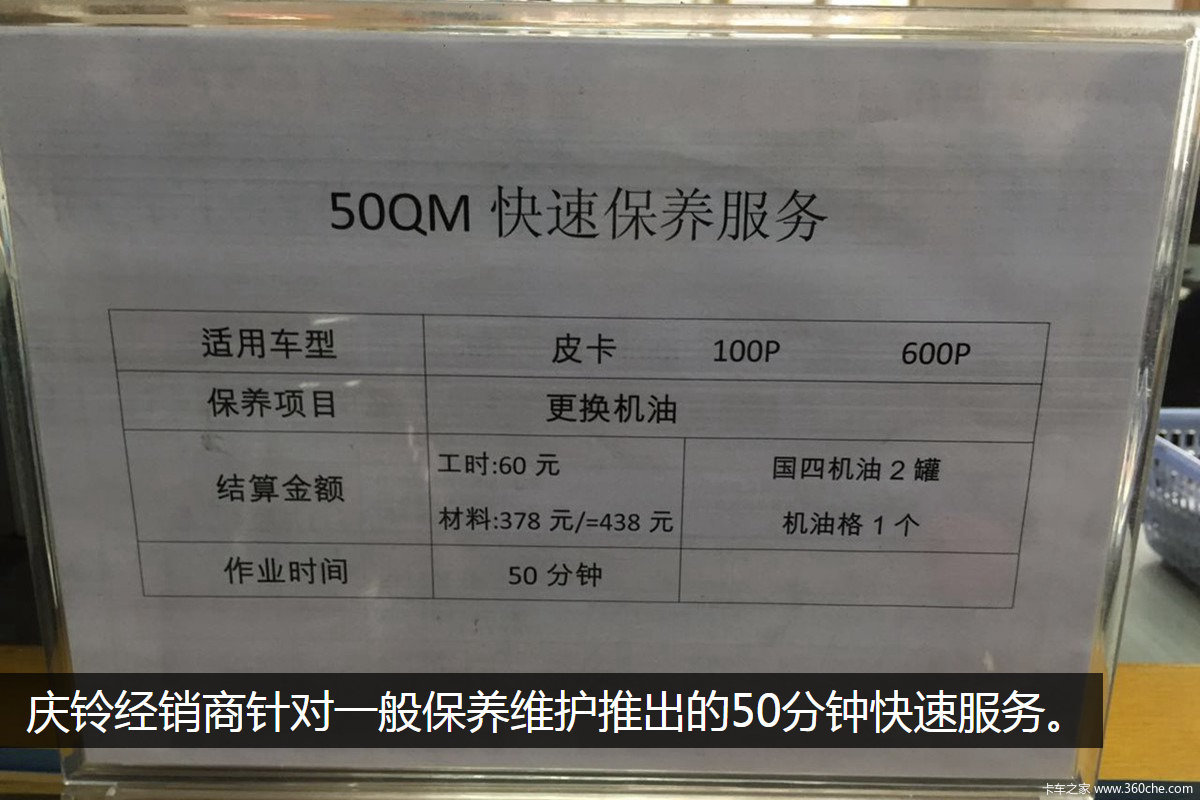 50QM 快速保养服务
适用车型 皮卡 100P 600P
保养项目 更换机油
结算金额
工时:60 元
材料:378 元/=438 元
国四机油 2 罐
机油格 1 个
作业时间 50 分钟
庆铃经销商针对一般保养维护推出的50分钟快速服务。
卡车之家 www.360che.com